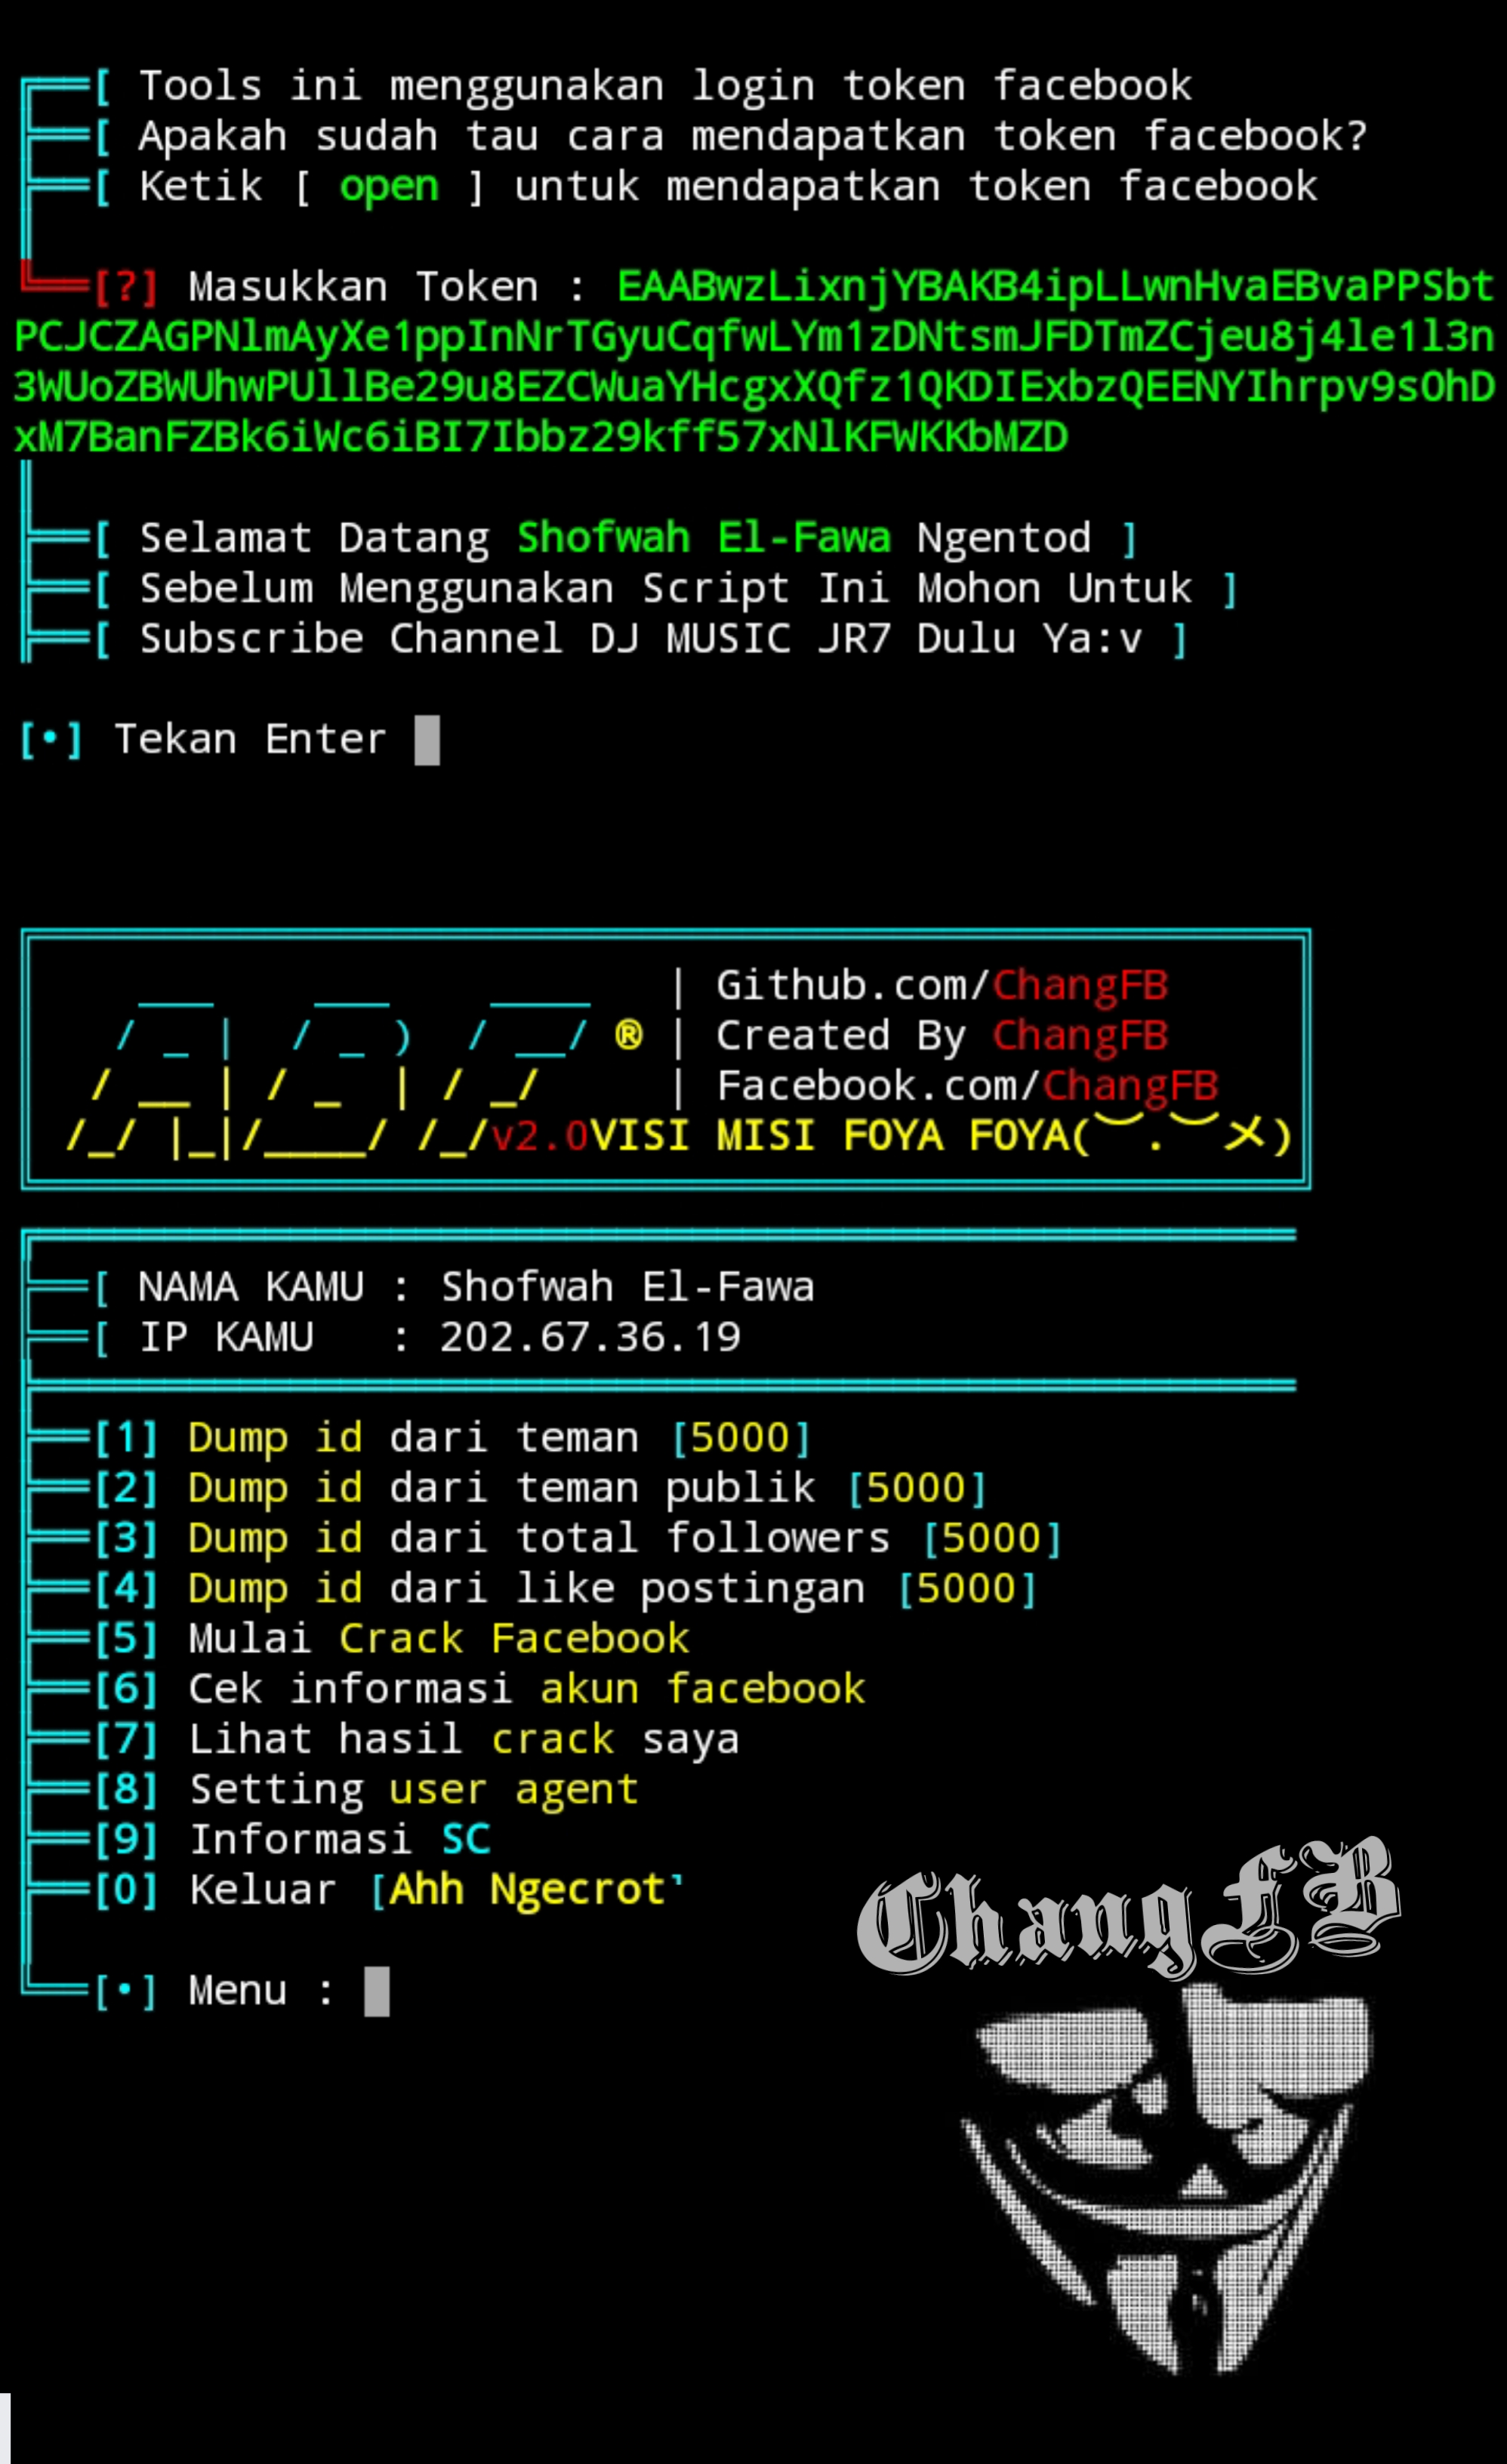 [ Tools ini menggunakan login token facebook
[ Apakah sudah tau cara mendapatkan token facebook?
[ Ketik [ open ] untuk mendapatkan token facebook
[?] Masukkan Token : EAABwzLixnjYBAKB4ipLLwnHvaEBvaPPSbt
PCJCZAGPNlmAyXe1ppInNrTGyuCqfwLYm1zDNtsmJFDTmZCjeu8j4le1l3n
3WUoZBWUhwPUllBe29u8EZCWuaYHcgxXQfz1QKDIExbzQEENYIhrpv9s0hD
xM7BanFZBk6iWc6iBI7Ibbz29kff57xNlKFWKKbMZD
[ Selamat Datang Shofwah El-Fawa Ngentod ]
[ Sebelum Menggunakan Script Ini Mohon Untuk ]
[ Subscribe Channel DJ MUSIC JR7 Dulu Ya:v ]
[•] Tekan Enter
| Github.com/ChangFB
ABF ® | Created By ChangFB
| Facebook.com/ChangFB
v2.0VISI MISI FOYA FOYA(︶.︶メ)
[ NAMA KAMU : Shofwah El-Fawa
[ IP KAMU : 202.67.36.19
[1] Dump id dari teman [5000]
[2] Dump id dari teman publik [5000]
[3] Dump id dari total followers [5000]
[4] Dump id dari like postingan [5000]
[5] Mulai Crack Facebook
[6] Cek informasi akun facebook
[7] Lihat hasil crack saya
[8] Setting user agent
[9] Informasi SC
[0] Keluar [Ahh Ngecrot]
[•] Menu :
ChangFB